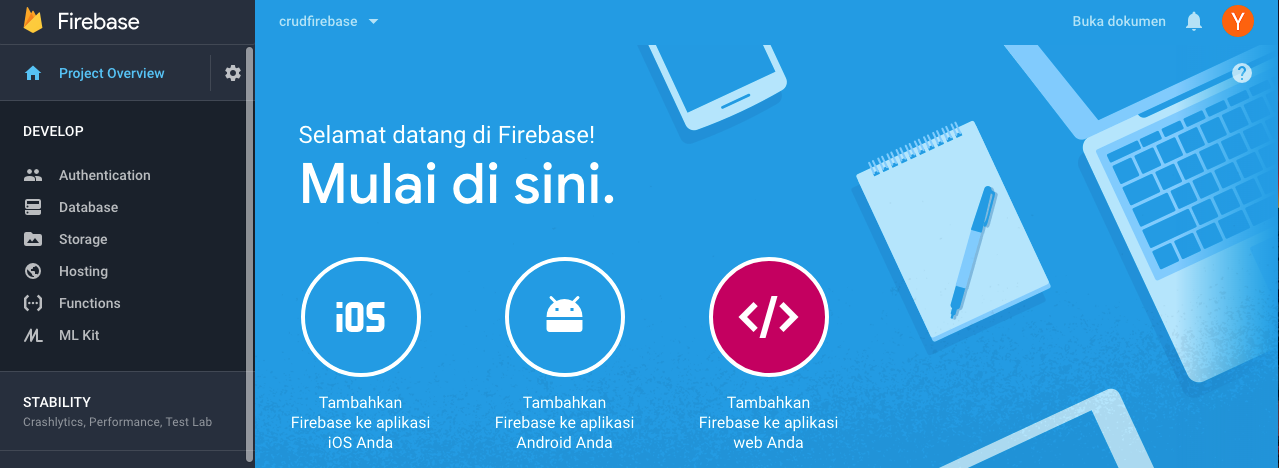 Firebase
crudfirebase
Buka dokumen
Y
Project Overview
DEVELOP
Authentication
Database
Storage
Hosting
Functions
ML Kit
STABILITY
Crashlytics, Performance, Test Lab
Selamat datang di Firebase!
Mulai di sini.
iOS
</>
Tambahkan
Firebase ke aplikasi
iOS Anda
Tambahkan
Firebase ke aplikasi
Android Anda
Tambahkan
Firebase ke aplikasi
web Anda